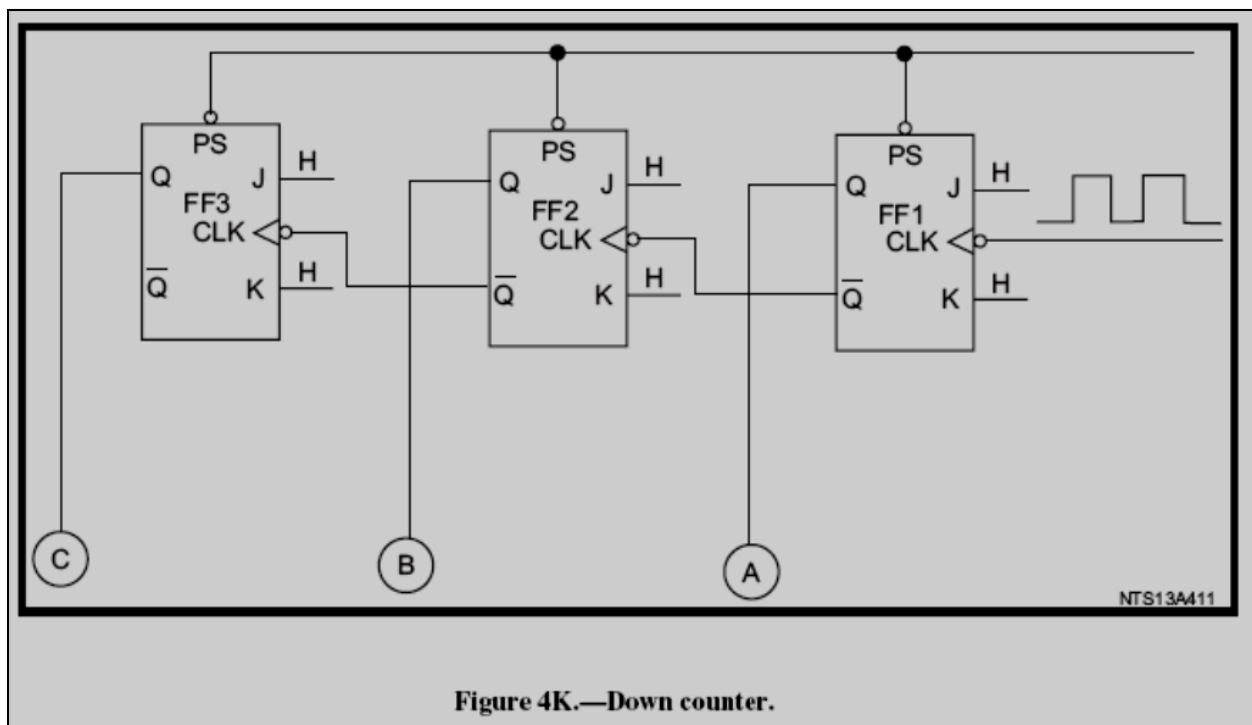 PS
Q J H
FF3
CLK
Q̅ K H
PS
Q J H
FF2
CLK
Q̅ K H
PS
Q J H
FF1
CLK
Q̅ K H
C
B
A
NTS13A411
Figure 4K.—Down counter.